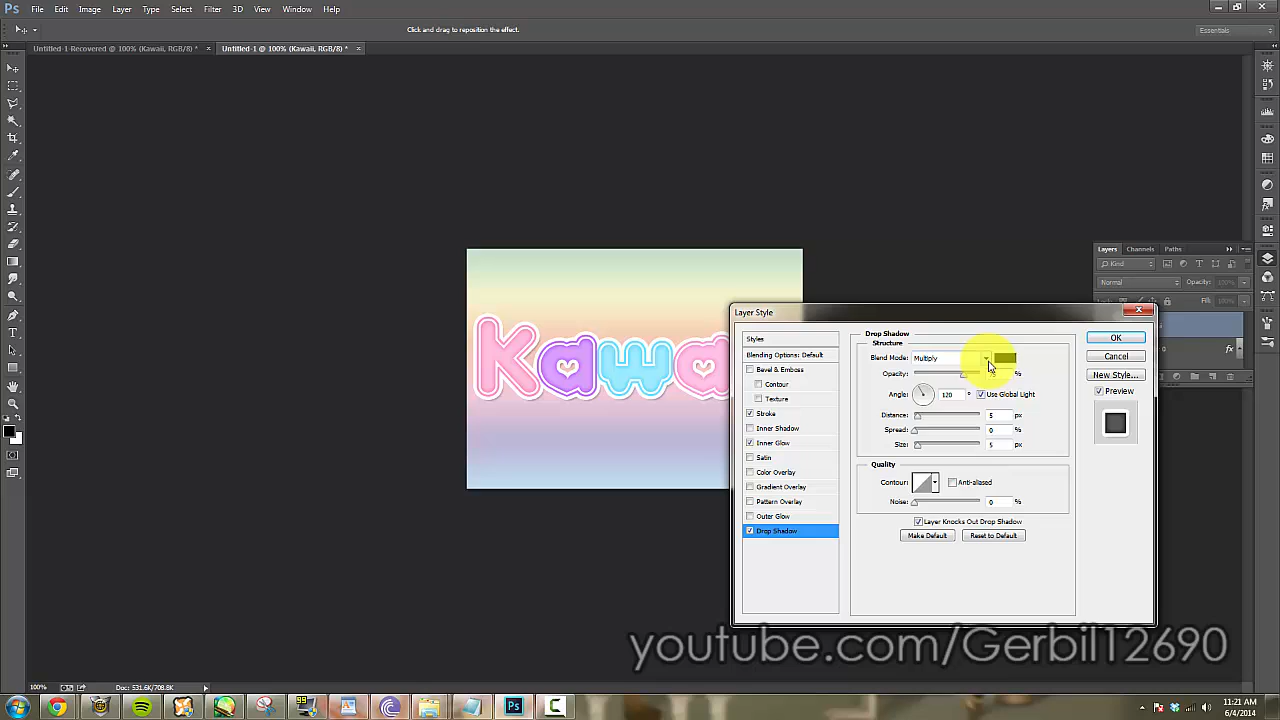 Ps File Edit Image Layer Type Select Filter 3D View Window Help
Click and drag to reposition the effect.
Essentials
Untitled-1-Recovered @ 100% (Kawaii, RGB/8) * ×
Untitled-1 @ 100% (Kawaii, RGB/8) * ×
Layers Channels Paths
Kind
Normal Opacity: 100%
Fill: 100%
fx
Kawa
Layer Style
Styles
Blending Options: Default
Bevel & Emboss
Contour
Texture
Stroke
Inner Shadow
Inner Glow
Satin
Color Overlay
Gradient Overlay
Pattern Overlay
Outer Glow
Drop Shadow
Drop Shadow
Structure
Blend Mode: Multiply
Opacity: %
Angle: 120 ° Use Global Light
Distance: 5 px
Spread: 0 %
Size: 5 px
Quality
Contour: Anti-aliased
Noise: 0 %
Layer Knocks Out Drop Shadow
Make Default Reset to Default
OK
Cancel
New Style...
Preview
youtube.com/Gerbil12690
100% Doc: 531.6K/708.8K
Ps
11:21 AM
6/4/2014